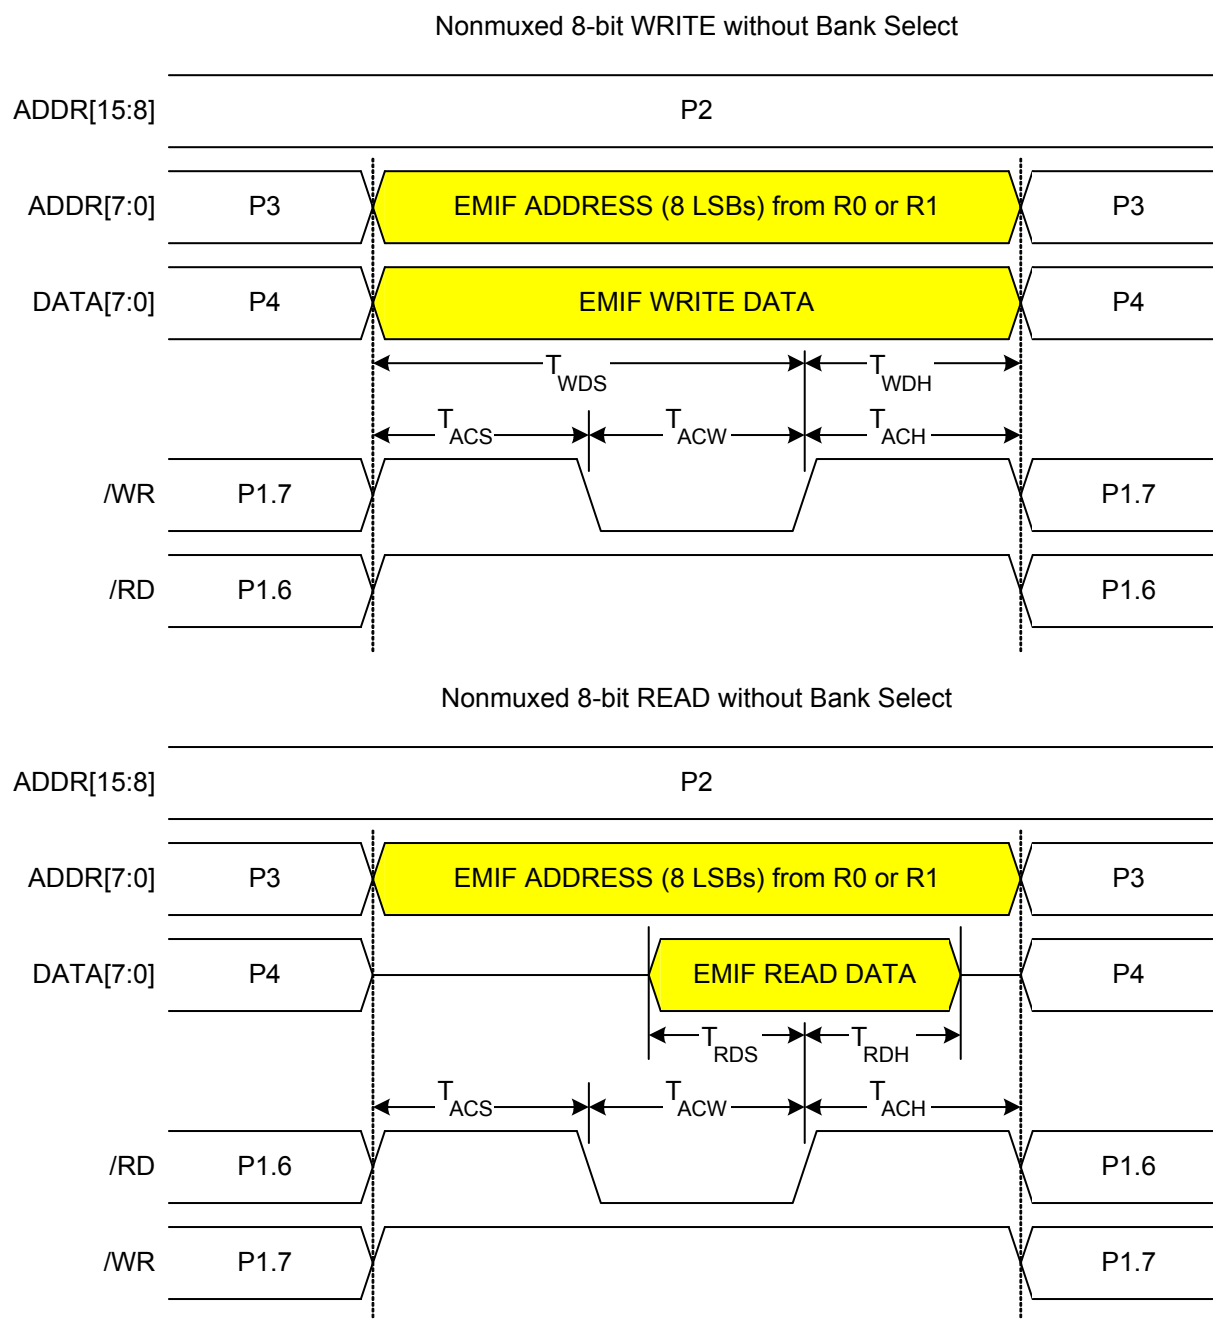 Nonmuxed 8-bit WRITE without Bank Select
ADDR[15:8] P2
ADDR[7:0] P3 EMIF ADDRESS (8 LSBs) from R0 or R1 P3
DATA[7:0] P4 EMIF WRITE DATA P4
TWDS TWDH
TACS TACW TACH
/WR P1.7 P1.7
/RD P1.6 P1.6
Nonmuxed 8-bit READ without Bank Select
ADDR[15:8] P2
ADDR[7:0] P3 EMIF ADDRESS (8 LSBs) from R0 or R1 P3
DATA[7:0] P4 EMIF READ DATA P4
TRDS TRDH
TACS TACW TACH
/RD P1.6 P1.6
/WR P1.7 P1.7